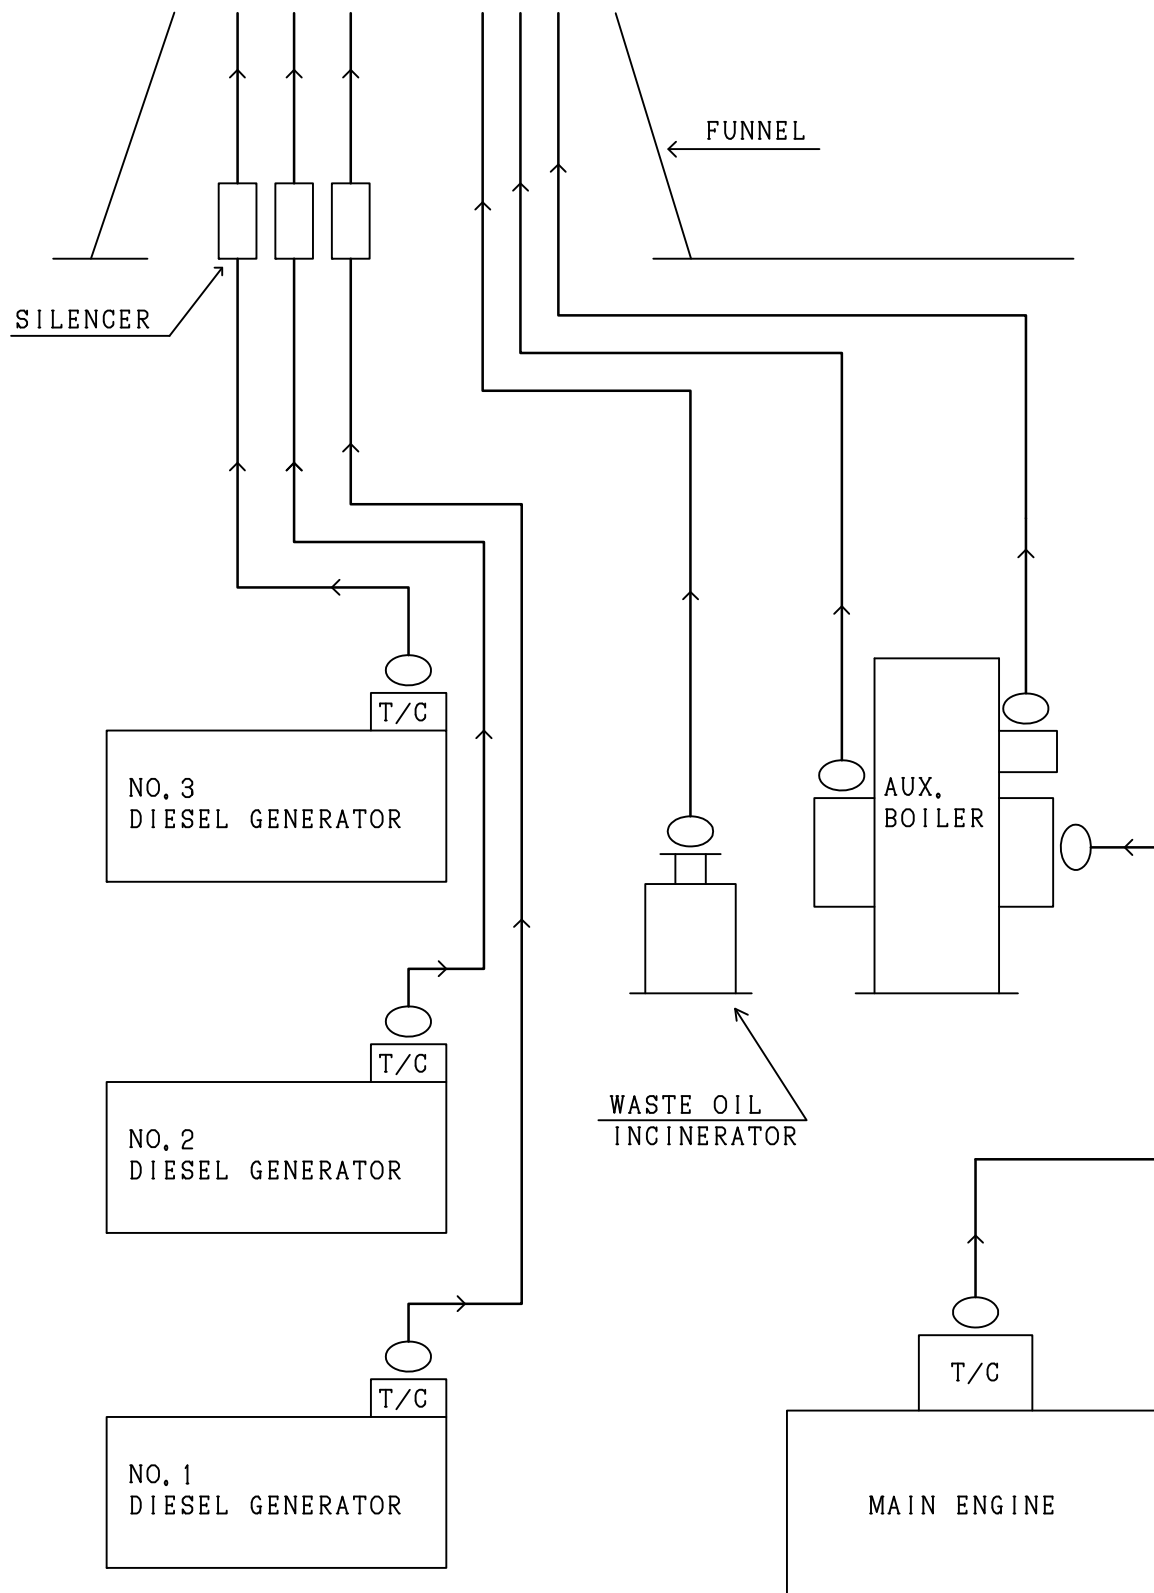 FUNNEL
SILENCER
T/C
NO. 3
DIESEL GENERATOR
AUX.
BOILER
T/C
NO. 2
DIESEL GENERATOR
WASTE OIL
INCINERATOR
T/C
NO. 1
DIESEL GENERATOR
T/C
MAIN ENGINE